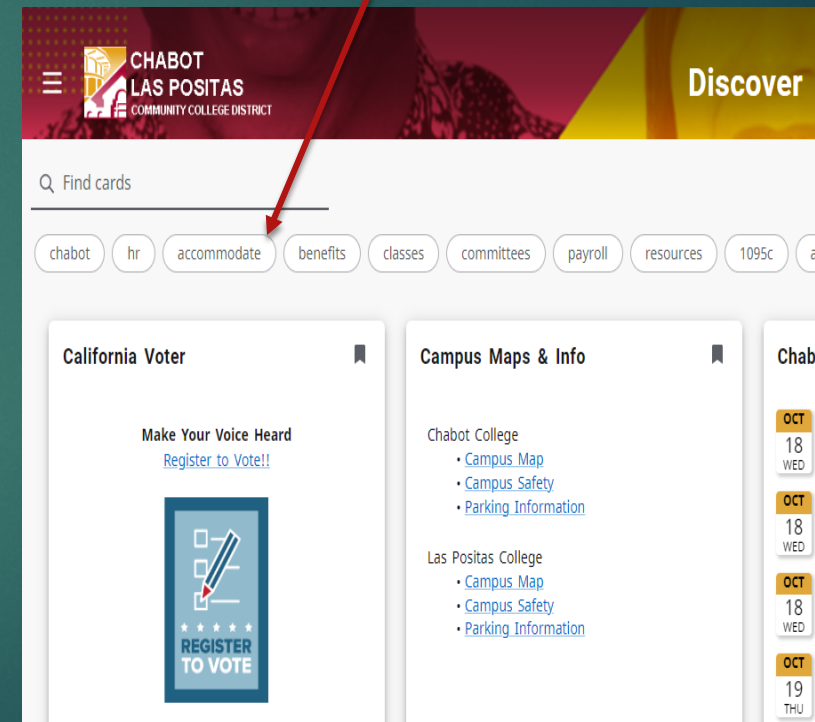 CHABOT
LAS POSITAS
COMMUNITY COLLEGE DISTRICT
Discover
Find cards
chabot hr accommodate benefits classes committees payroll resources 1095c
California Voter
Make Your Voice Heard
Register to Vote!!
REGISTER
TO VOTE
Campus Maps & Info
Chabot College
• Campus Map
• Campus Safety
• Parking Information
Las Positas College
• Campus Map
• Campus Safety
• Parking Information
Chab
OCT
18
WED
OCT
18
WED
OCT
18
WED
OCT
19
THU